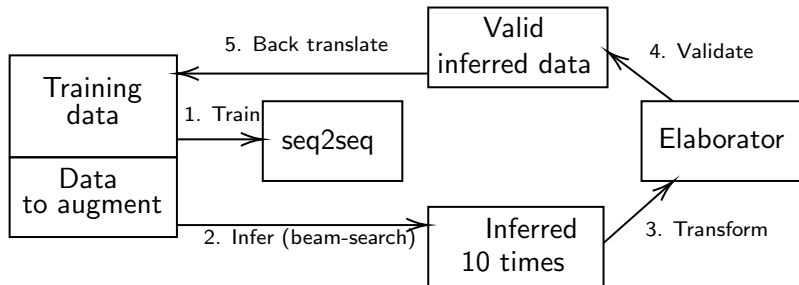 Valid
inferred data
5. Back translate
4. Validate
Training
data
1. Train
seq2seq
Elaborator
Data
to augment
2. Infer (beam-search)
Inferred
10 times
3. Transform